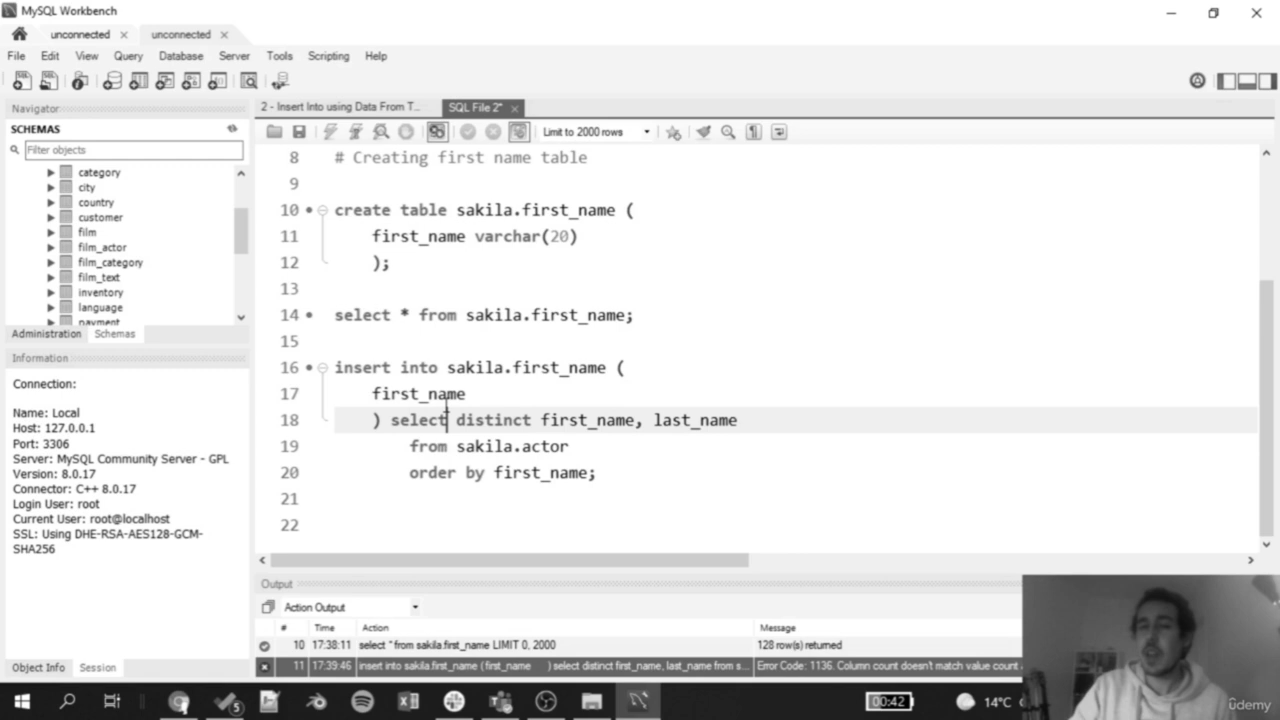 MySQL Workbench
unconnected × unconnected ×
File Edit View Query Database Server Tools Scripting Help
Navigator
SCHEMAS
Filter objects
category
city
country
customer
film
film_actor
film_category
film_text
inventory
language
payment
Administration Schemas
Information
Connection:
Name: Local
Host: 127.0.0.1
Port: 3306
Server: MySQL Community Server - GPL
Version: 8.0.17
Connector: C++ 8.0.17
Login User: root
Current User: root@localhost
SSL: Using DHE-RSA-AES128-GCM-
SHA256
Object Info Session
2 - Insert Into using Data From T... SQL File 2* ×
Limit to 2000 rows
8 # Creating first name table
9
10 create table sakila.first_name (
11 first_name varchar(20)
12 );
13
14 select * from sakila.first_name;
15
16 insert into sakila.first_name (
17 first_name
18 ) select distinct first_name, last_name
19 from sakila.actor
20 order by first_name;
21
22
Output
Action Output
# Time Action Message
10 17:38:11 select * from sakila.first_name LIMIT 0, 2000 128 row(s) returned
11 17:39:46 insert into sakila.first_name ( first_name ) select distinct first_name, last_name from s... Error Code: 1136. Column count doesn't match value count
5
00:42
14°C
ûdemy